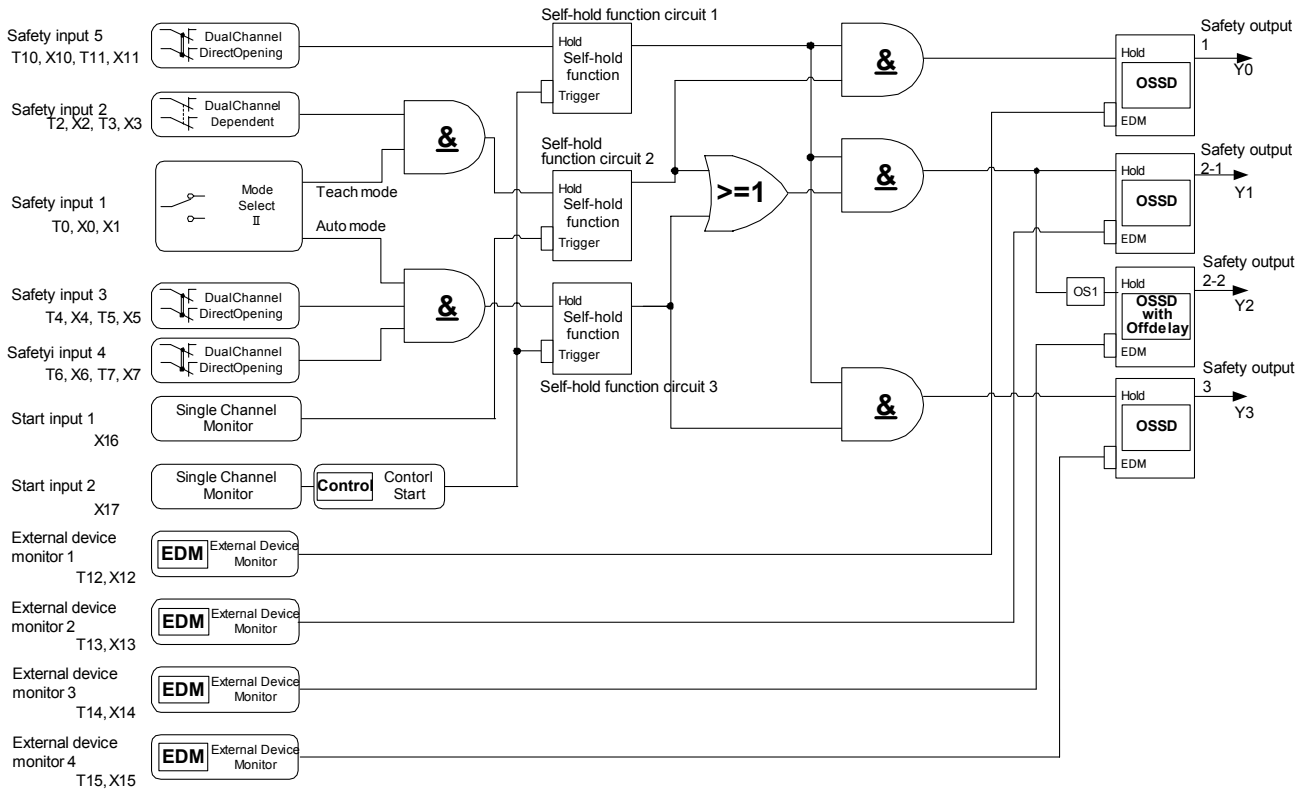 Self-hold function circuit 1
Safety input 5
T10, X10, T11, X11
DualChannel
DirectOpening
Hold
Self-hold
function
Trigger
&
Hold
OSSD
EDM
Safety output
1
Y0
Safety input 2
T2, X2, T3, X3
DualChannel
Dependent
&
Self-hold
function circuit 2
Hold
Self-hold
function
Trigger
>=1
&
Hold
OSSD
EDM
Safety output
2-1
Y1
Safety input 1
T0, X0, X1
Mode
Select
II
Teach mode
Auto mode
Safety input 3
T4, X4, T5, X5
DualChannel
DirectOpening
&
Hold
Self-hold
function
Trigger
Self-hold function circuit 3
OS1
Hold
OSSD
with
Offdelay
EDM
Safety output
2-2
Y2
Safetyi input 4
T6, X6, T7, X7
DualChannel
DirectOpening
&
Hold
OSSD
EDM
Safety output
3
Y3
Start input 1
X16
Single Channel
Monitor
Start input 2
X17
Single Channel
Monitor
Control
Contorl
Start
External device
monitor 1
T12, X12
EDM
External Device
Monitor
External device
monitor 2
T13, X13
EDM
External Device
Monitor
External device
monitor 3
T14, X14
EDM
External Device
Monitor
External device
monitor 4
T15, X15
EDM
External Device
Monitor